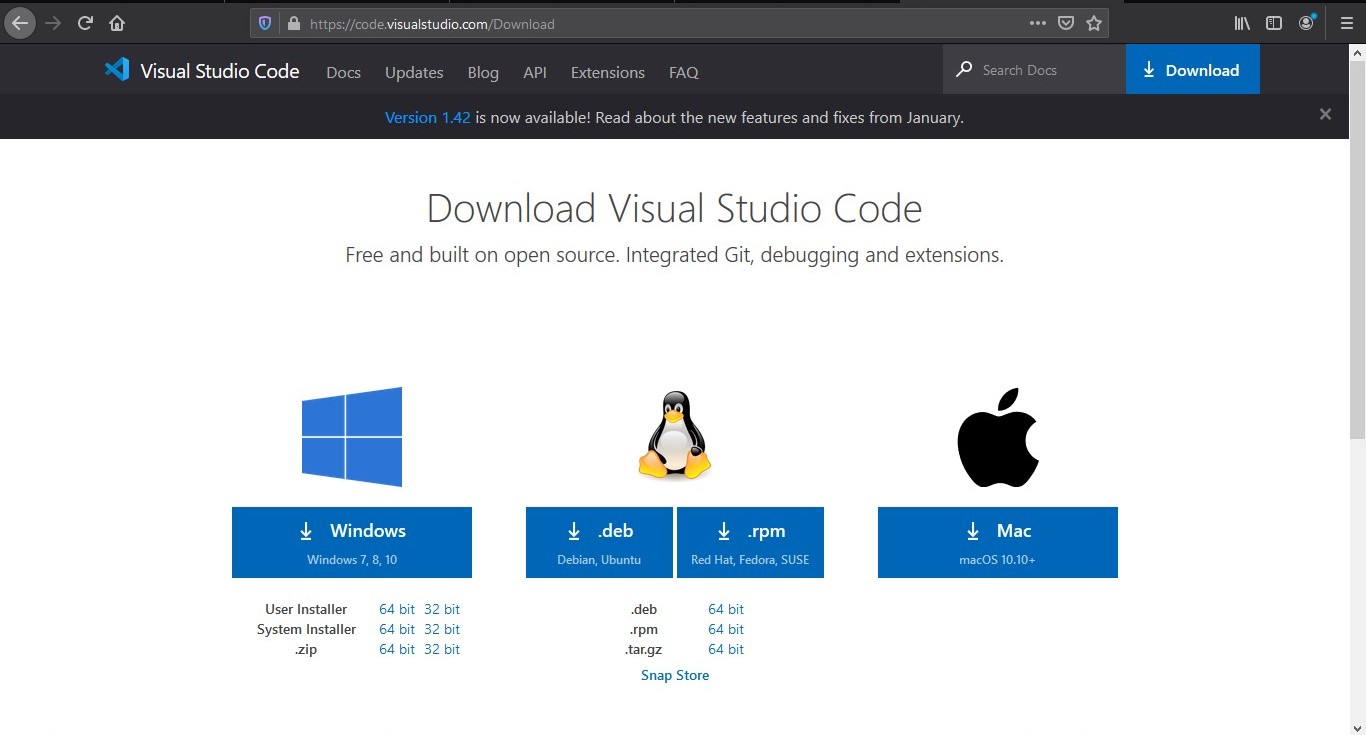 https://code.visualstudio.com/Download
Visual Studio Code Docs Updates Blog API Extensions FAQ Search Docs Download
Version 1.42 is now available! Read about the new features and fixes from January.
Download Visual Studio Code
Free and built on open source. Integrated Git, debugging and extensions.
Windows
Windows 7, 8, 10
.deb
Debian, Ubuntu
.rpm
Red Hat, Fedora, SUSE
Mac
macOS 10.10+
User Installer 64 bit 32 bit
System Installer 64 bit 32 bit
.zip 64 bit 32 bit
.deb 64 bit
.rpm 64 bit
.tar.gz 64 bit
Snap Store